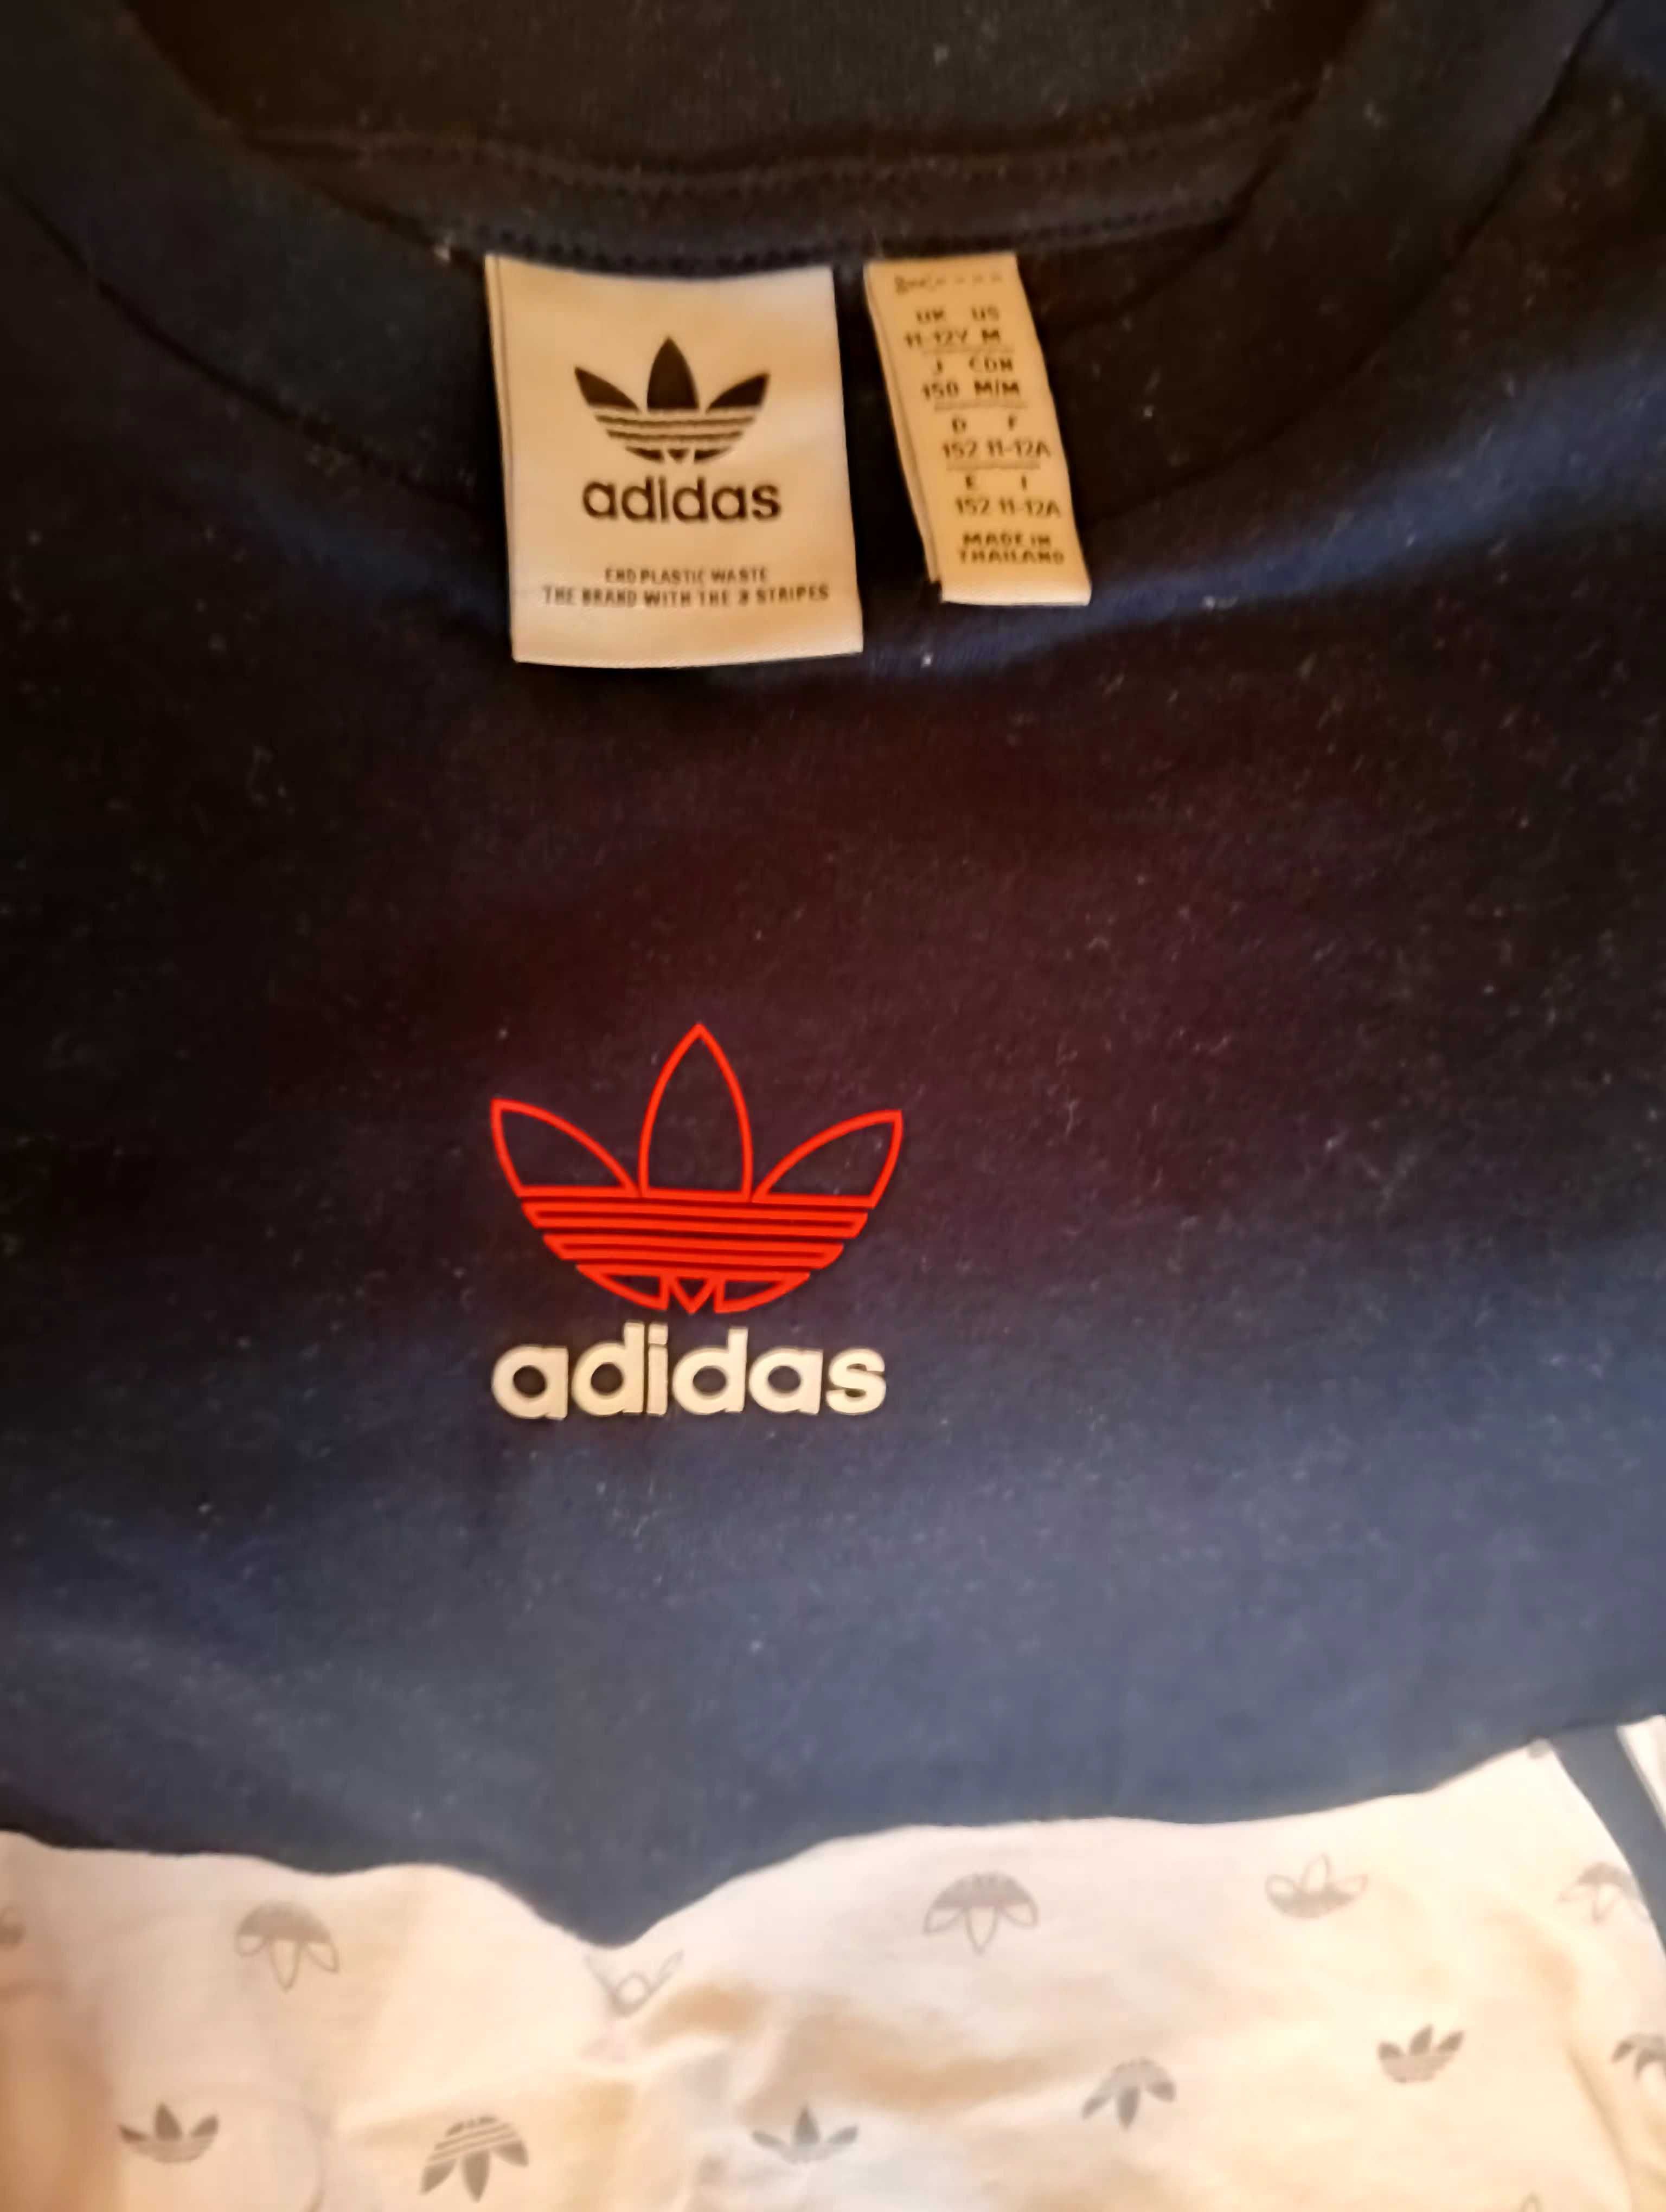 adidas
END PLASTIC WASTE
THE BRAND WITH THE 3 STRIPES
UK US
11-12Y M
J CDN
150 M/M
D F
152 11-12A
E I
152 11-12A
MADE IN
THAILAND
adidas